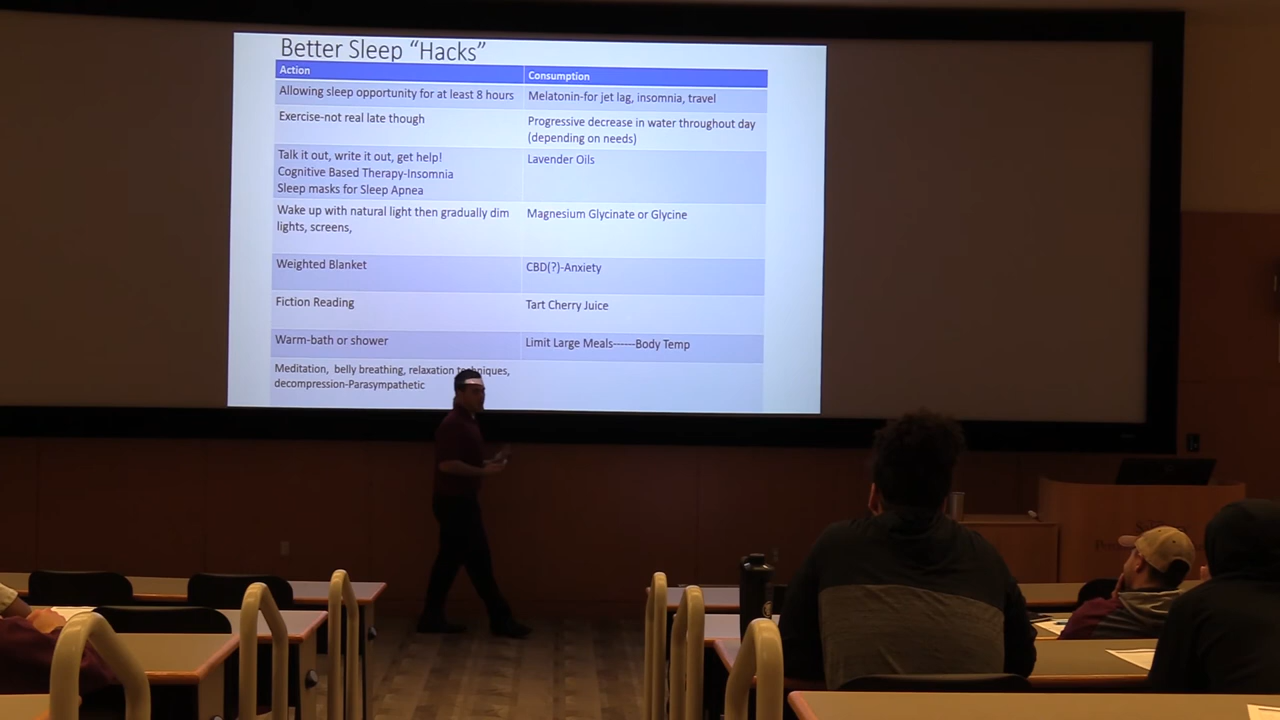 Better Sleep “Hacks”
Action
Consumption
Allowing sleep opportunity for at least 8 hours
Melatonin-for jet lag, insomnia, travel
Exercise-not real late though
Progressive decrease in water throughout day
(depending on needs)
Talk it out, write it out, get help!
Cognitive Based Therapy-Insomnia
Sleep masks for Sleep Apnea
Lavender Oils
Wake up with natural light then gradually dim
lights, screens,
Magnesium Glycinate or Glycine
Weighted Blanket
CBD(?)-Anxiety
Fiction Reading
Tart Cherry Juice
Warm-bath or shower
Limit Large Meals------Body Temp
Meditation, belly breathing, relaxation techniques,
decompression-Parasympathetic